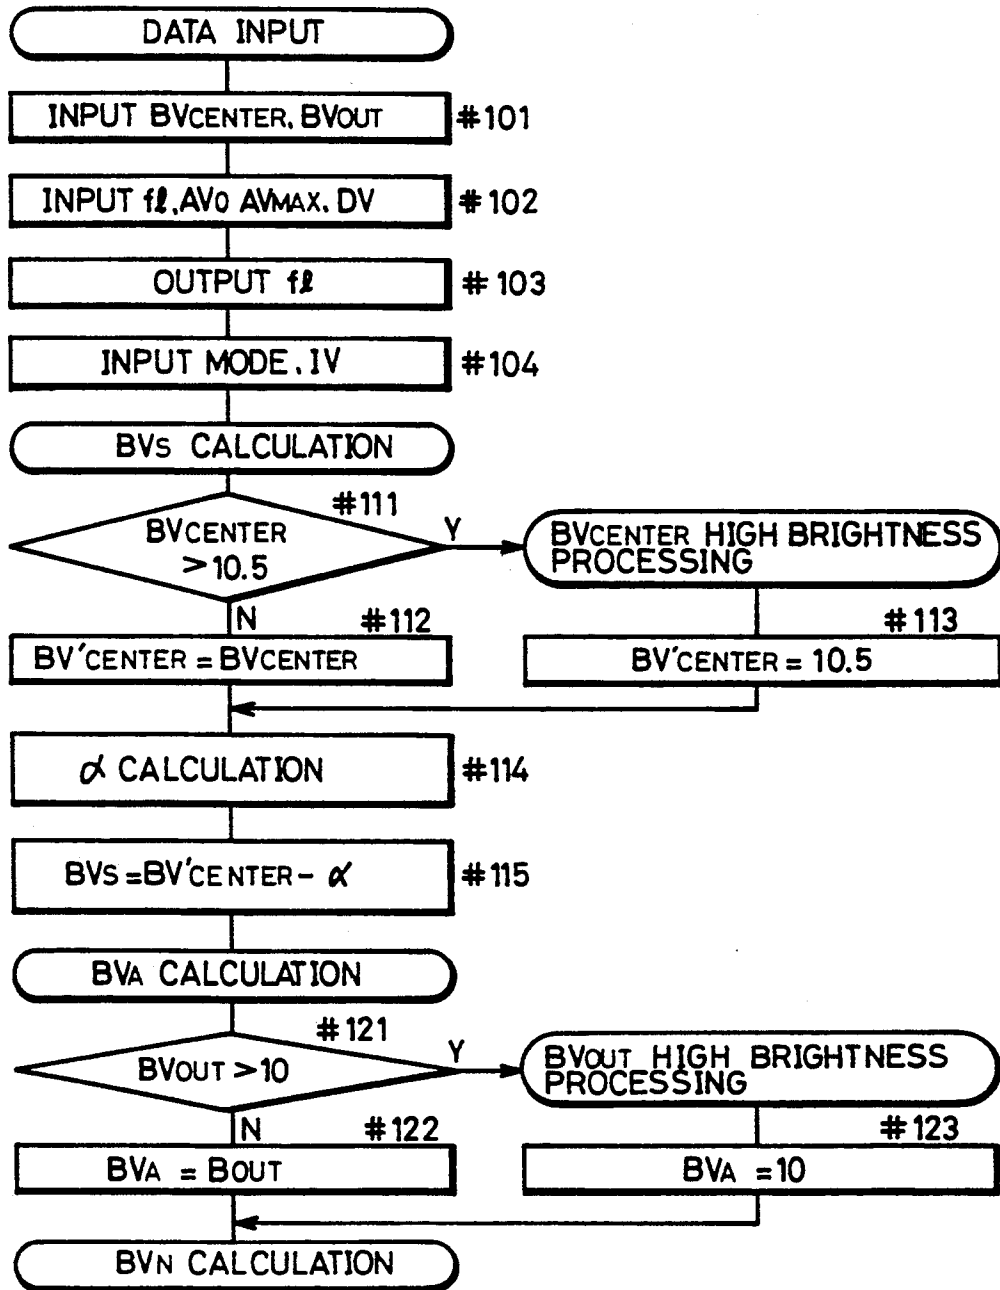 DATA INPUT
INPUT BVCENTER, BVOUT #101
INPUT fℓ, AVO AVMAX, DV #102
OUTPUT fℓ #103
INPUT MODE, IV #104
BVS CALCULATION
#111
BVCENTER
>10.5
Y
N
BVCENTER HIGH BRIGHTNESS
PROCESSING
#112
BV'CENTER = BVCENTER
#113
BV'CENTER = 10.5
α CALCULATION #114
BVS = BV'CENTER - α #115
BVA CALCULATION
#121
BVOUT > 10
Y
N
BVOUT HIGH BRIGHTNESS
PROCESSING
#122
BVA = BOUT
#123
BVA = 10
BVN CALCULATION